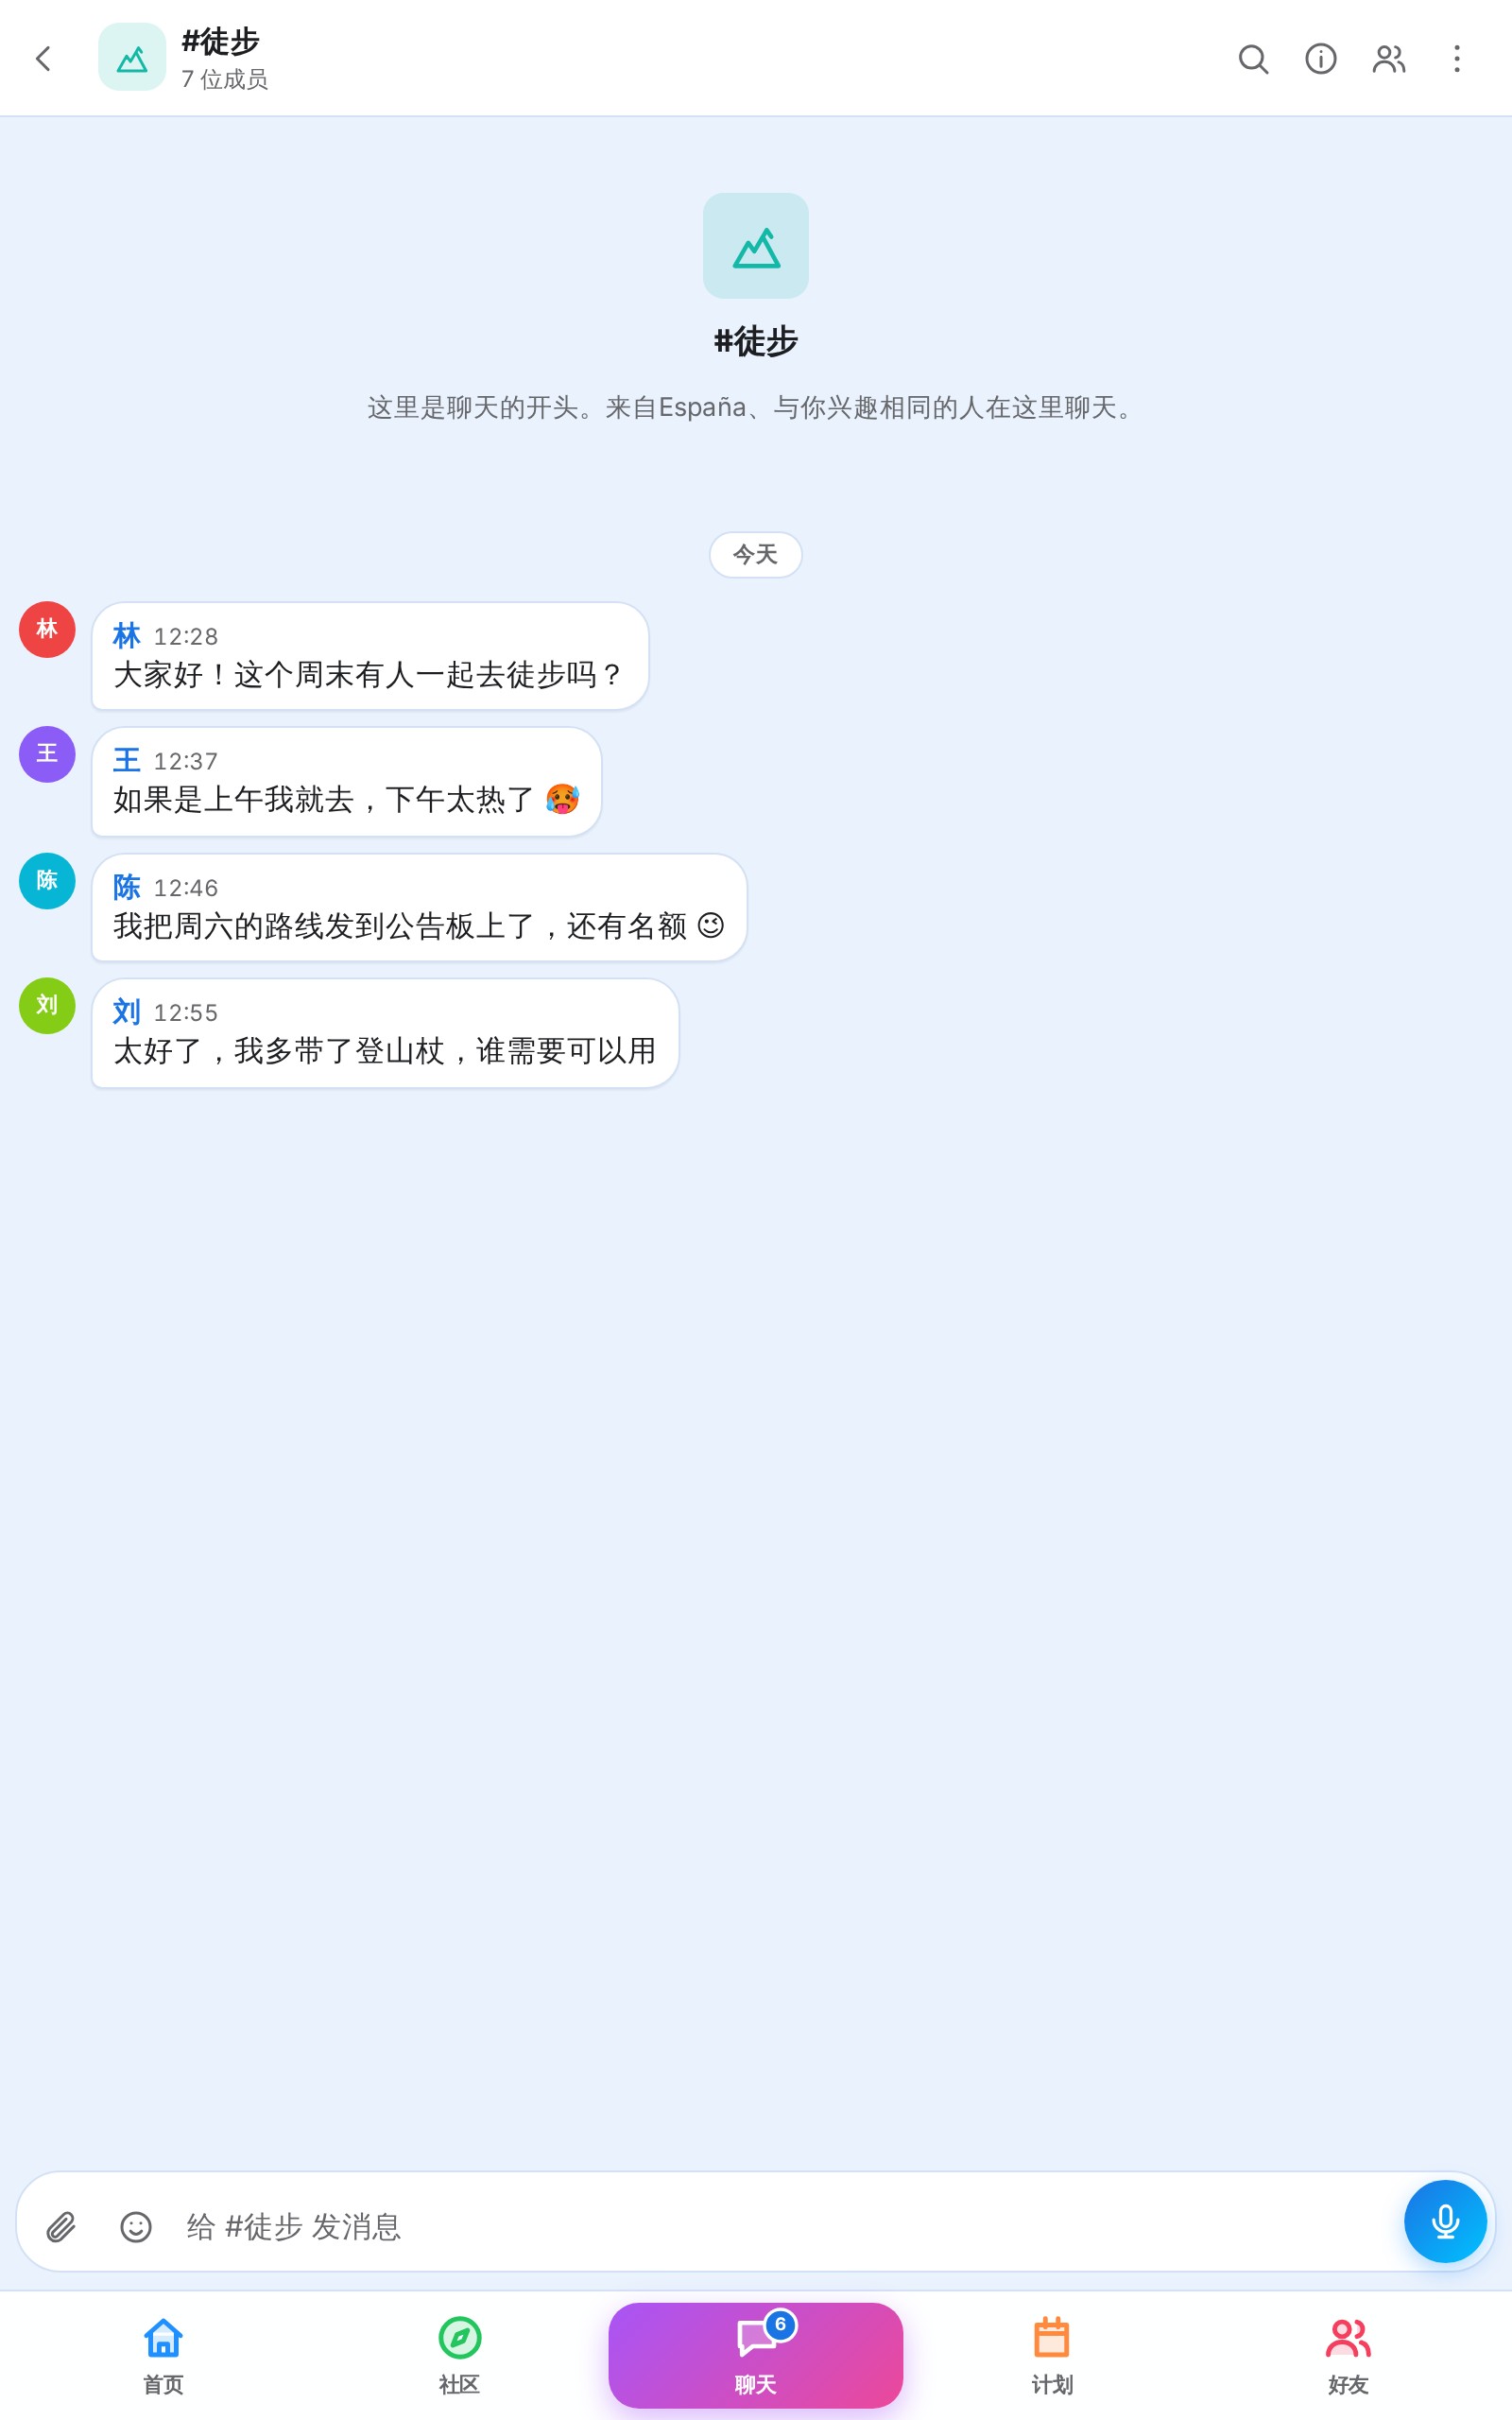 #徒步
7 位成员
#徒步
这里是聊天的开头。来自España、与你兴趣相同的人在这里聊天。
今天
林
林 12:28
大家好！这个周末有人一起去徒步吗？
王
王 12:37
如果是上午我就去，下午太热了 🥵
陈
陈 12:46
我把周六的路线发到公告板上了，还有名额 😉
刘
刘 12:55
太好了，我多带了登山杖，谁需要可以用
给 #徒步 发消息
首页
社区
6
聊天
计划
好友